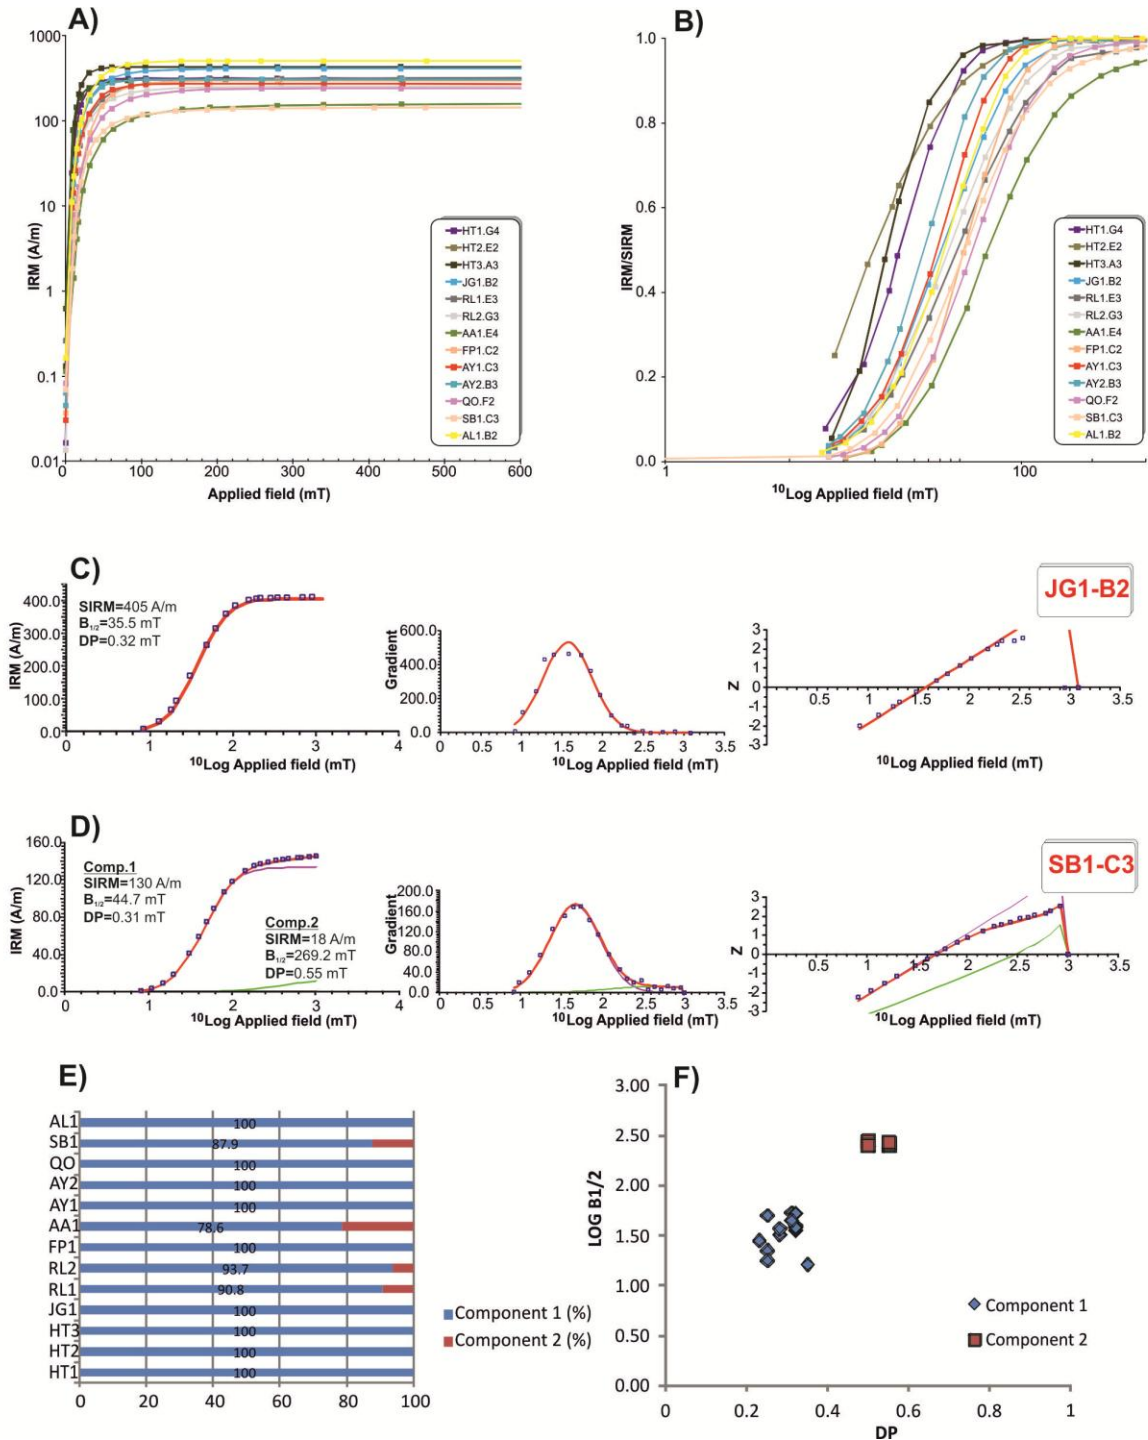 A)
1000
100
10
1
0.1
0.01
IRM (A/m)
0
100
200
300
400
500
600
Applied field (mT)
HT1.G4
HT2.E2
HT3.A3
JG1.B2
RL1.E3
RL2.G3
AA1.E4
FP1.C2
AY1.C3
AY2.B3
QO.F2
SB1.C3
AL1.B2
B)
1.0
0.8
0.6
0.4
0.2
0.0
IRM/SIRM
1
100
10Log Applied field (mT)
HT1.G4
HT2.E2
HT3.A3
JG1.B2
RL1.E3
RL2.G3
AA1.E4
FP1.C2
AY1.C3
AY2.B3
QO.F2
SB1.C3
AL1.B2
C)
400.0
300.0
200.0
100.0
0.0
IRM (A/m)
SIRM=405 A/m
B1/2=35.5 mT
DP=0.32 mT
0
1
2
3
4
10Log Applied field (mT)
600.0
400.0
200.0
0.0
Gradient
0
0.5
1
1.5
2
2.5
3
3.5
10Log Applied field (mT)
JG1-B2
3
2
1
0
-1
-2
-3
Z
0.5
1.5
2.5
3.5
10Log Applied field (mT)
D)
160.0
120.0
80.0
40.0
0.0
IRM (A/m)
Comp.1
SIRM=130 A/m
B1/2=44.7 mT
DP=0.31 mT
Comp.2
SIRM=18 A/m
B1/2=269.2 mT
DP=0.55 mT
0
1
2
3
4
10Log Applied field (mT)
200.0
160.0
120.0
80.0
40.0
0.0
Gradient
0
0.5
1
1.5
2
2.5
3
3.5
10Log Applied field (mT)
SB1-C3
3
2
1
0
-1
-2
-3
Z
0.5
1.5
2.5
3.5
10Log Applied field (mT)
E)
AL1
100
SB1
87.9
QO
100
AY2
100
AY1
100
AA1
78.6
FP1
100
RL2
93.7
RL1
90.8
JG1
100
HT3
100
HT2
100
HT1
100
0
20
40
60
80
100
Component 1 (%)
Component 2 (%)
F)
3.00
2.50
2.00
1.50
1.00
0.50
0.00
LOG B1/2
0
0.2
0.4
0.6
0.8
1
DP
Component 1
Component 2